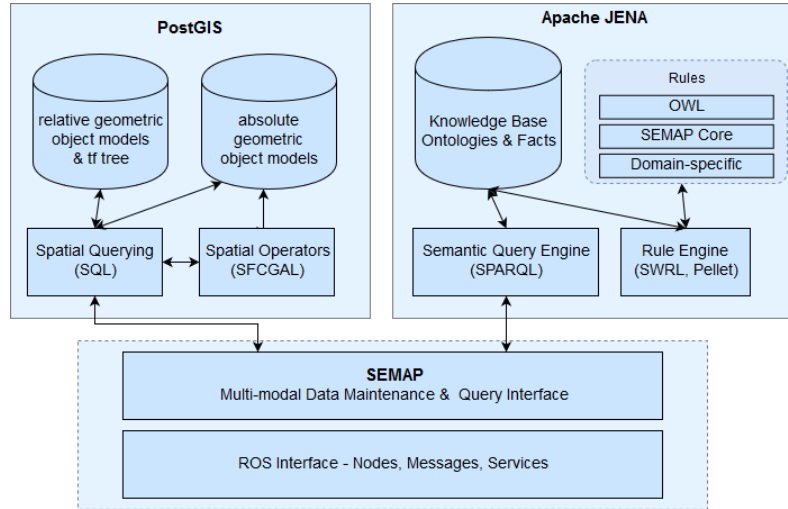 PostGIS
relative geometric
object models
& tf tree
absolute
geometric
object models
Spatial Querying
(SQL)
Spatial Operators
(SFCGAL)
Apache JENA
Knowledge Base
Ontologies & Facts
Rules
OWL
SEMAP Core
Domain-specific
Semantic Query Engine
(SPARQL)
Rule Engine
(SWRL, Pellet)
SEMAP
Multi-modal Data Maintenance & Query Interface
ROS Interface - Nodes, Messages, Services